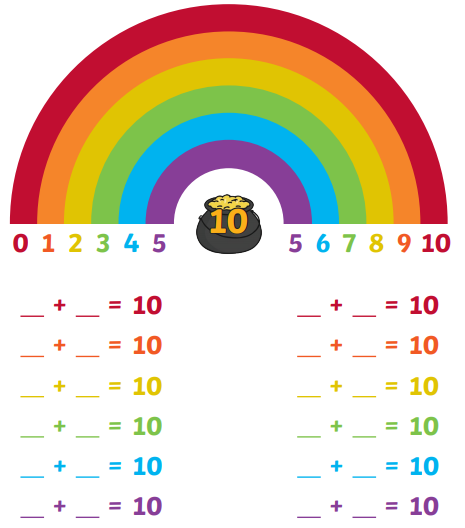 10
0 1 2 3 4 5 5 6 7 8 9 10
__ + __ = 10 __ + __ = 10
__ + __ = 10 __ + __ = 10
__ + __ = 10 __ + __ = 10
__ + __ = 10 __ + __ = 10
__ + __ = 10 __ + __ = 10
__ + __ = 10 __ + __ = 10